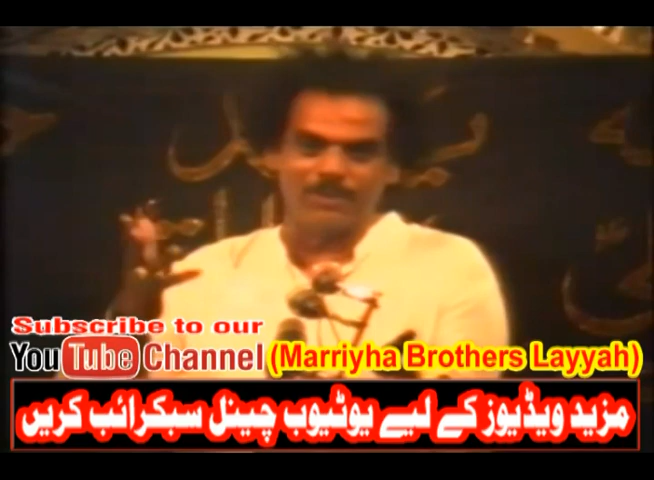 Subscribe to our
YouTube Channel (Marriyha Brothers Layyah)
مزید ویڈیوز کے لیے یوٹیوب چینل سبکرائب کریں